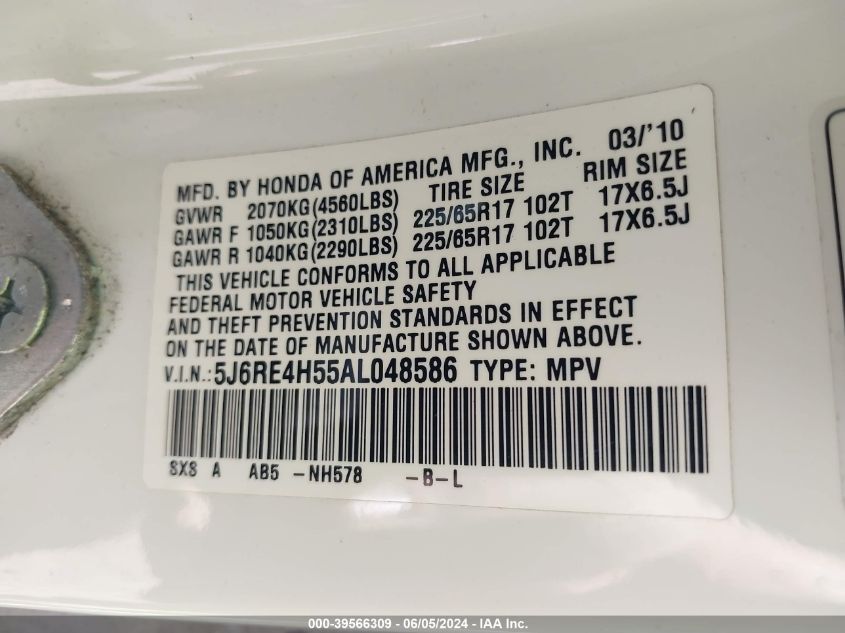 MFD. BY HONDA OF AMERICA MFG., INC. 03/'10
GVWR 2070KG(4560LBS) TIRE SIZE RIM SIZE
GAWR F 1050KG(2310LBS) 225/65R17 102T 17X6.5J
GAWR R 1040KG(2290LBS) 225/65R17 102T 17X6.5J
THIS VEHICLE CONFORMS TO ALL APPLICABLE
FEDERAL MOTOR VEHICLE SAFETY
AND THEFT PREVENTION STANDARDS IN EFFECT
ON THE DATE OF MANUFACTURE SHOWN ABOVE.
V.I.N.:5J6RE4H55AL048586 TYPE: MPV
SXS A AB5 -NH578 -B-L
000-39566309 - 06/05/2024 - IAA Inc.